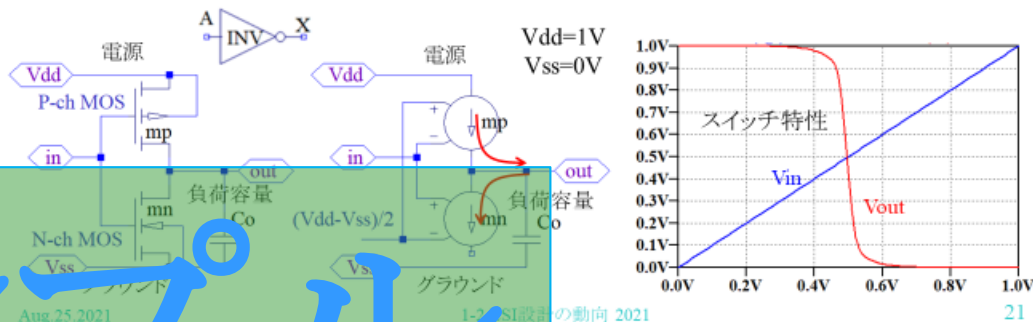 A
INV
X
電源
Vdd
P-ch MOS
mp
in
out
負荷容量
mn
Co
N-ch MOS
Vss
グラウンド
電源
Vdd
mp
in
out
負荷容量
(Vdd-Vss)/2
mn
Co
グラウンド
Vdd=1V
Vss=0V
1.0V
0.9V
0.8V
0.7V
0.6V
0.5V
0.4V
0.3V
0.2V
0.1V
0.0V
スイッチ特性
Vin
Vout
0.0V 0.2V 0.4V 0.6V 0.8V 1.0V
Aug.25.2021
SI設計の動向 2021
21